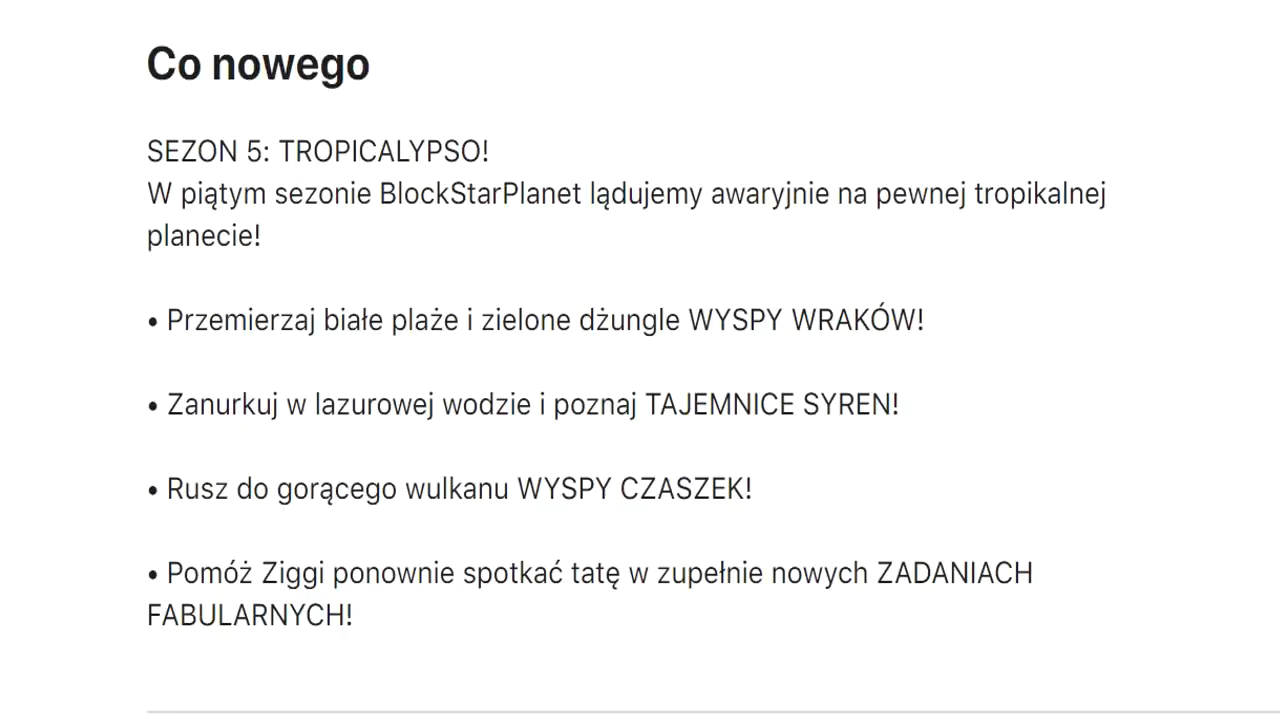 Co nowego
SEZON 5: TROPICALYPSO!
W piątym sezonie BlockStarPlanet lądujemy awaryjnie na pewnej tropikalnej
planecie!
• Przemierzaj białe plaże i zielone dżungle WYSPY WRAKÓW!
• Zanurkuj w lazurowej wodzie i poznaj TAJEMNICE SYREN!
• Rusz do gorącego wulkanu WYSPY CZASZEK!
• Pomóż Ziggi ponownie spotkać tatę w zupełnie nowych ZADANIACH
FABULARNYCH!